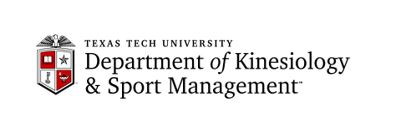 TEXAS TECH UNIVERSITY
Department of Kinesiology
& Sport Management™